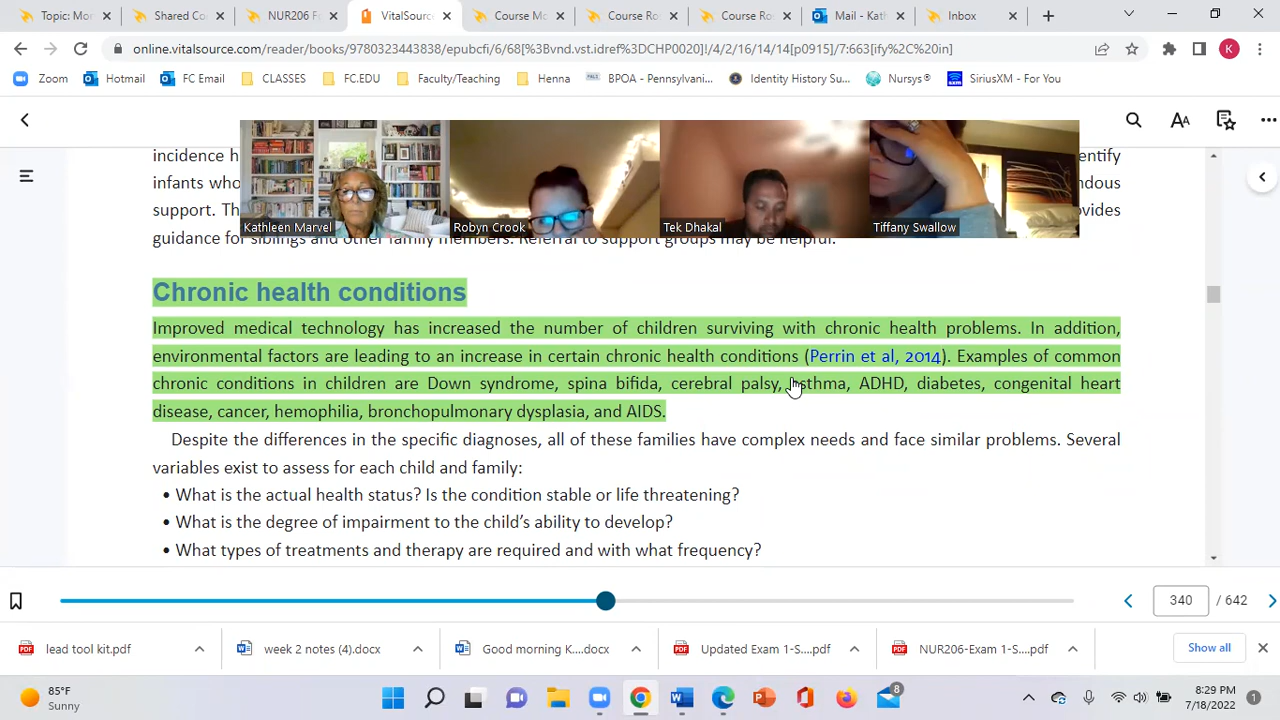 Topic: Mor
Shared Co
NUR206 F
VitalSource
Course Mo
Course Ro
Course Ro
Mail - Kath
Inbox
online.vitalsource.com/reader/books/9780323443838/epubcfi/6/68[%3Bvnd.vst.idref%3DCHP0020]!/4/2/16/14/14[p0915]/7:663[ify%2C%20in]
K
Zoom
Hotmail
FC Email
CLASSES
FC.EDU
Faculty/Teaching
Henna
BPOA - Pennsylvani...
Identity History Su...
Nursys®
SiriusXM - For You
AA
incidence h
entify
infants who
ndous
support. Th
ovides
guidance for siblings and other family members. Referral to support groups may be helpful.
Kathleen Marvel
Robyn Crook
Tek Dhakal
Tiffany Swallow
Chronic health conditions
Improved medical technology has increased the number of children surviving with chronic health problems. In addition,
environmental factors are leading to an increase in certain chronic health conditions (Perrin et al, 2014). Examples of common
chronic conditions in children are Down syndrome, spina bifida, cerebral palsy, asthma, ADHD, diabetes, congenital heart
disease, cancer, hemophilia, bronchopulmonary dysplasia, and AIDS.
Despite the differences in the specific diagnoses, all of these families have complex needs and face similar problems. Several
variables exist to assess for each child and family:
• What is the actual health status? Is the condition stable or life threatening?
• What is the degree of impairment to the child's ability to develop?
• What types of treatments and therapy are required and with what frequency?
340 / 642
lead tool kit.pdf
week 2 notes (4).docx
Good morning K....docx
Updated Exam 1-S....pdf
NUR206-Exam 1-S....pdf
Show all
85°F
Sunny
8
8:29 PM
7/18/2022
1